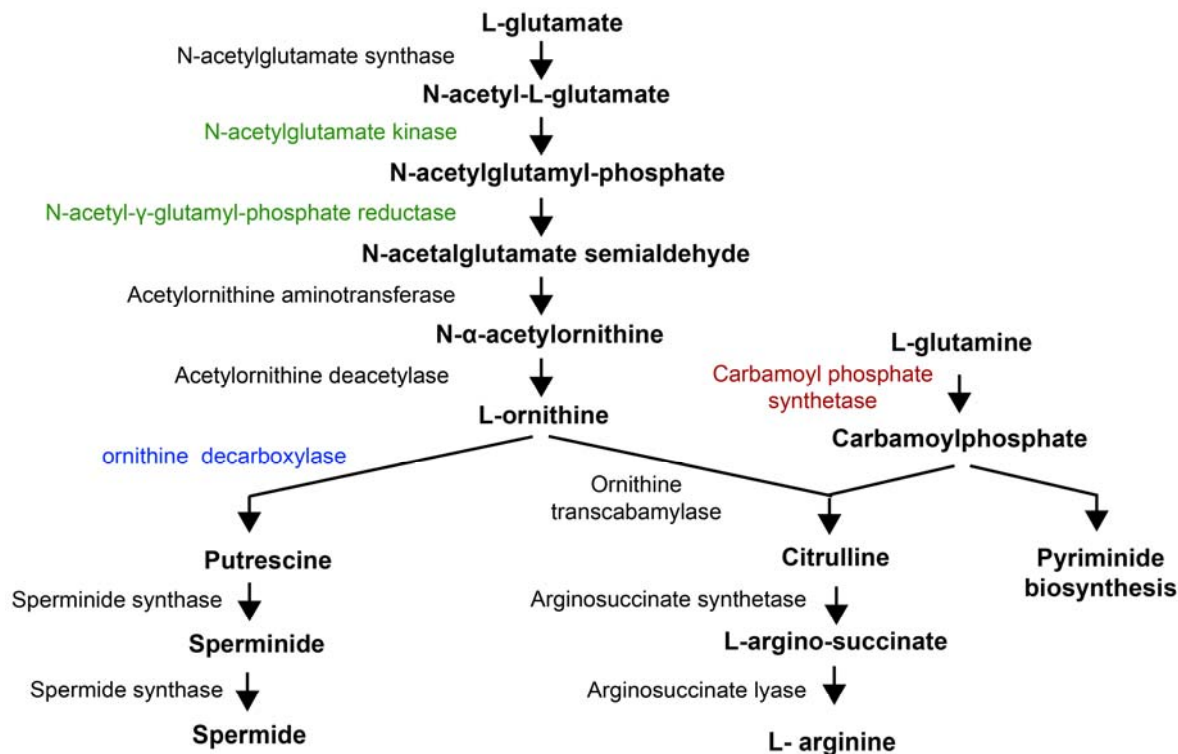 L-glutamate
N-acetylglutamate synthase
N-acetyl-L-glutamate
N-acetylglutamate kinase
N-acetylglutamyl-phosphate
N-acetyl-γ-glutamyl-phosphate reductase
N-acetalglutamate semialdehyde
Acetylornithine aminotransferase
N-α-acetylornithine
L-glutamine
Acetylornithine deacetylase
Carbamoyl phosphate
synthetase
L-ornithine
Carbamoylphosphate
ornithine decarboxylase
Ornithine
transcabamylase
Putrescine
Citrulline
Pyriminide
biosynthesis
Sperminide synthase
Arginosuccinate synthetase
Sperminide
L-argino-succinate
Spermide synthase
Arginosuccinate lyase
Spermide
L- arginine